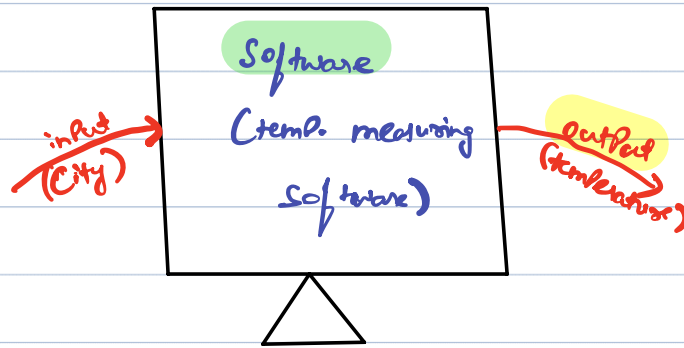 input
(City)
Software
(temp. measuring
software)
output
(temperature)